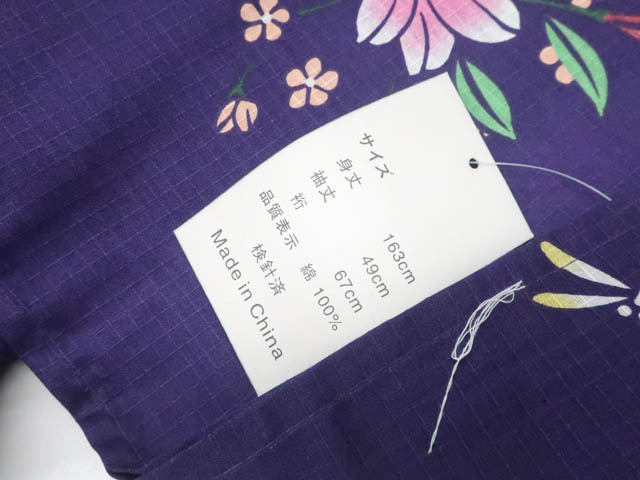 サイズ
身丈 163cm
袖丈 49cm
裄 67cm
品質表示 綿 100%
検針済
Made in China